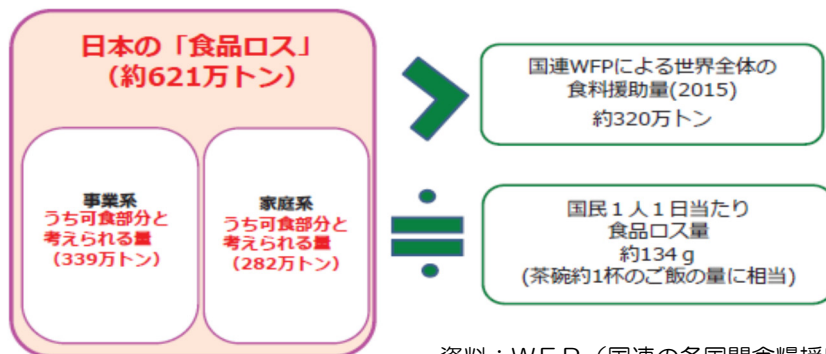 日本の「食品ロス」
（約621万トン）
事業系
うち可食部分と
考えられる量
（339万トン）
家庭系
うち可食部分と
考えられる量
（282万トン）
>
国連WFPによる世界全体の
食料援助量(2015)
約320万トン
≒
国民１人１日当たり
食品ロス量
約134ｇ
(茶碗約1杯のご飯の量に相当)
資料：ＷＦＰ（国連の多国間食糧援